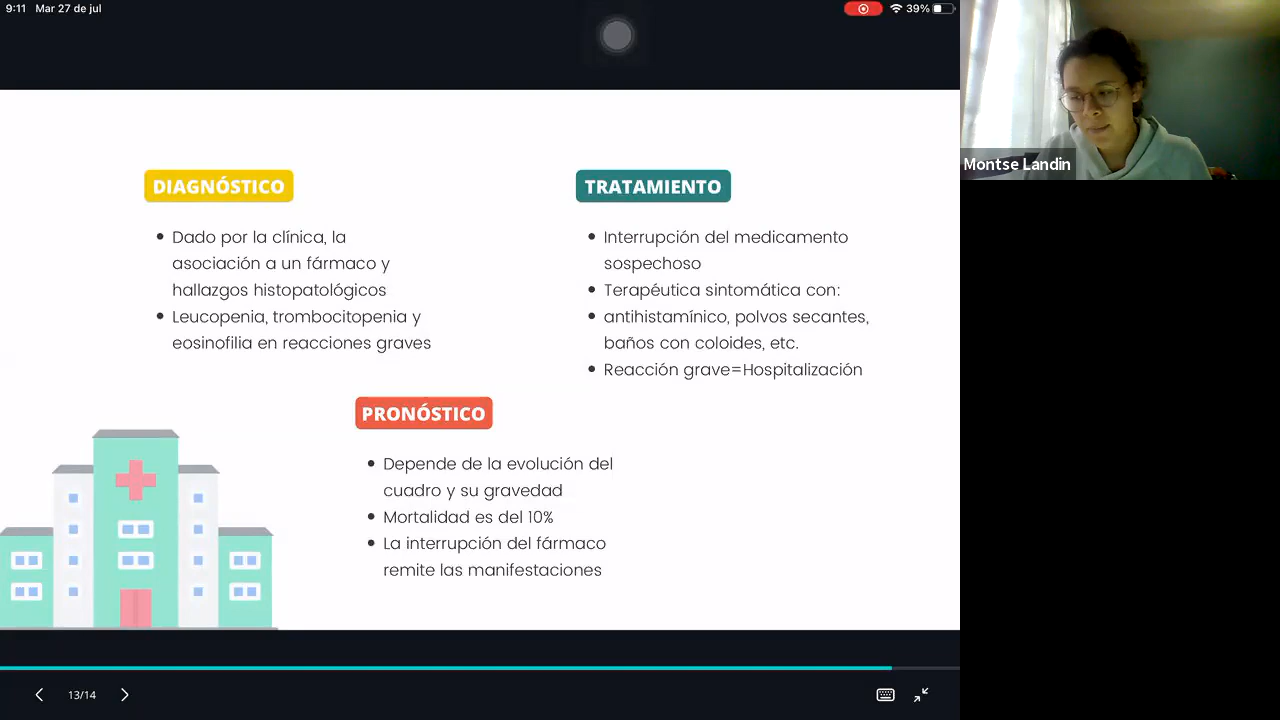 9:11 Mar 27 de jul
39%
Montse Landin
DIAGNÓSTICO
Dado por la clínica, la
asociación a un fármaco y
hallazgos histopatológicos
Leucopenia, trombocitopenia y
eosinofilia en reacciones graves
TRATAMIENTO
Interrupción del medicamento
sospechoso
Terapéutica sintomática con:
antihistamínico, polvos secantes,
baños con coloides, etc.
Reacción grave=Hospitalización
PRONÓSTICO
Depende de la evolución del
cuadro y su gravedad
Mortalidad es del 10%
La interrupción del fármaco
remite las manifestaciones
13/14